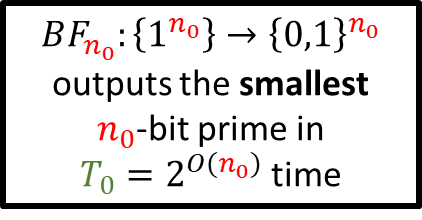 BF_{n_0}: {1^{n_0}} → {0,1}^{n_0}
outputs the smallest
n_0-bit prime in
T_0 = 2^{O(n_0)} time